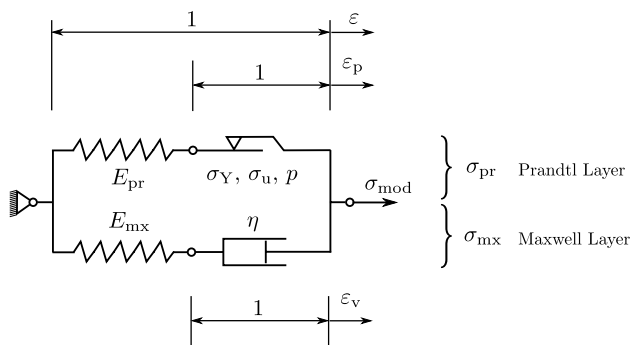 1 ε
1 εp
Epr σY, σu, p
σmod
σpr Prandtl Layer
Emx η
σmx Maxwell Layer
1 εv